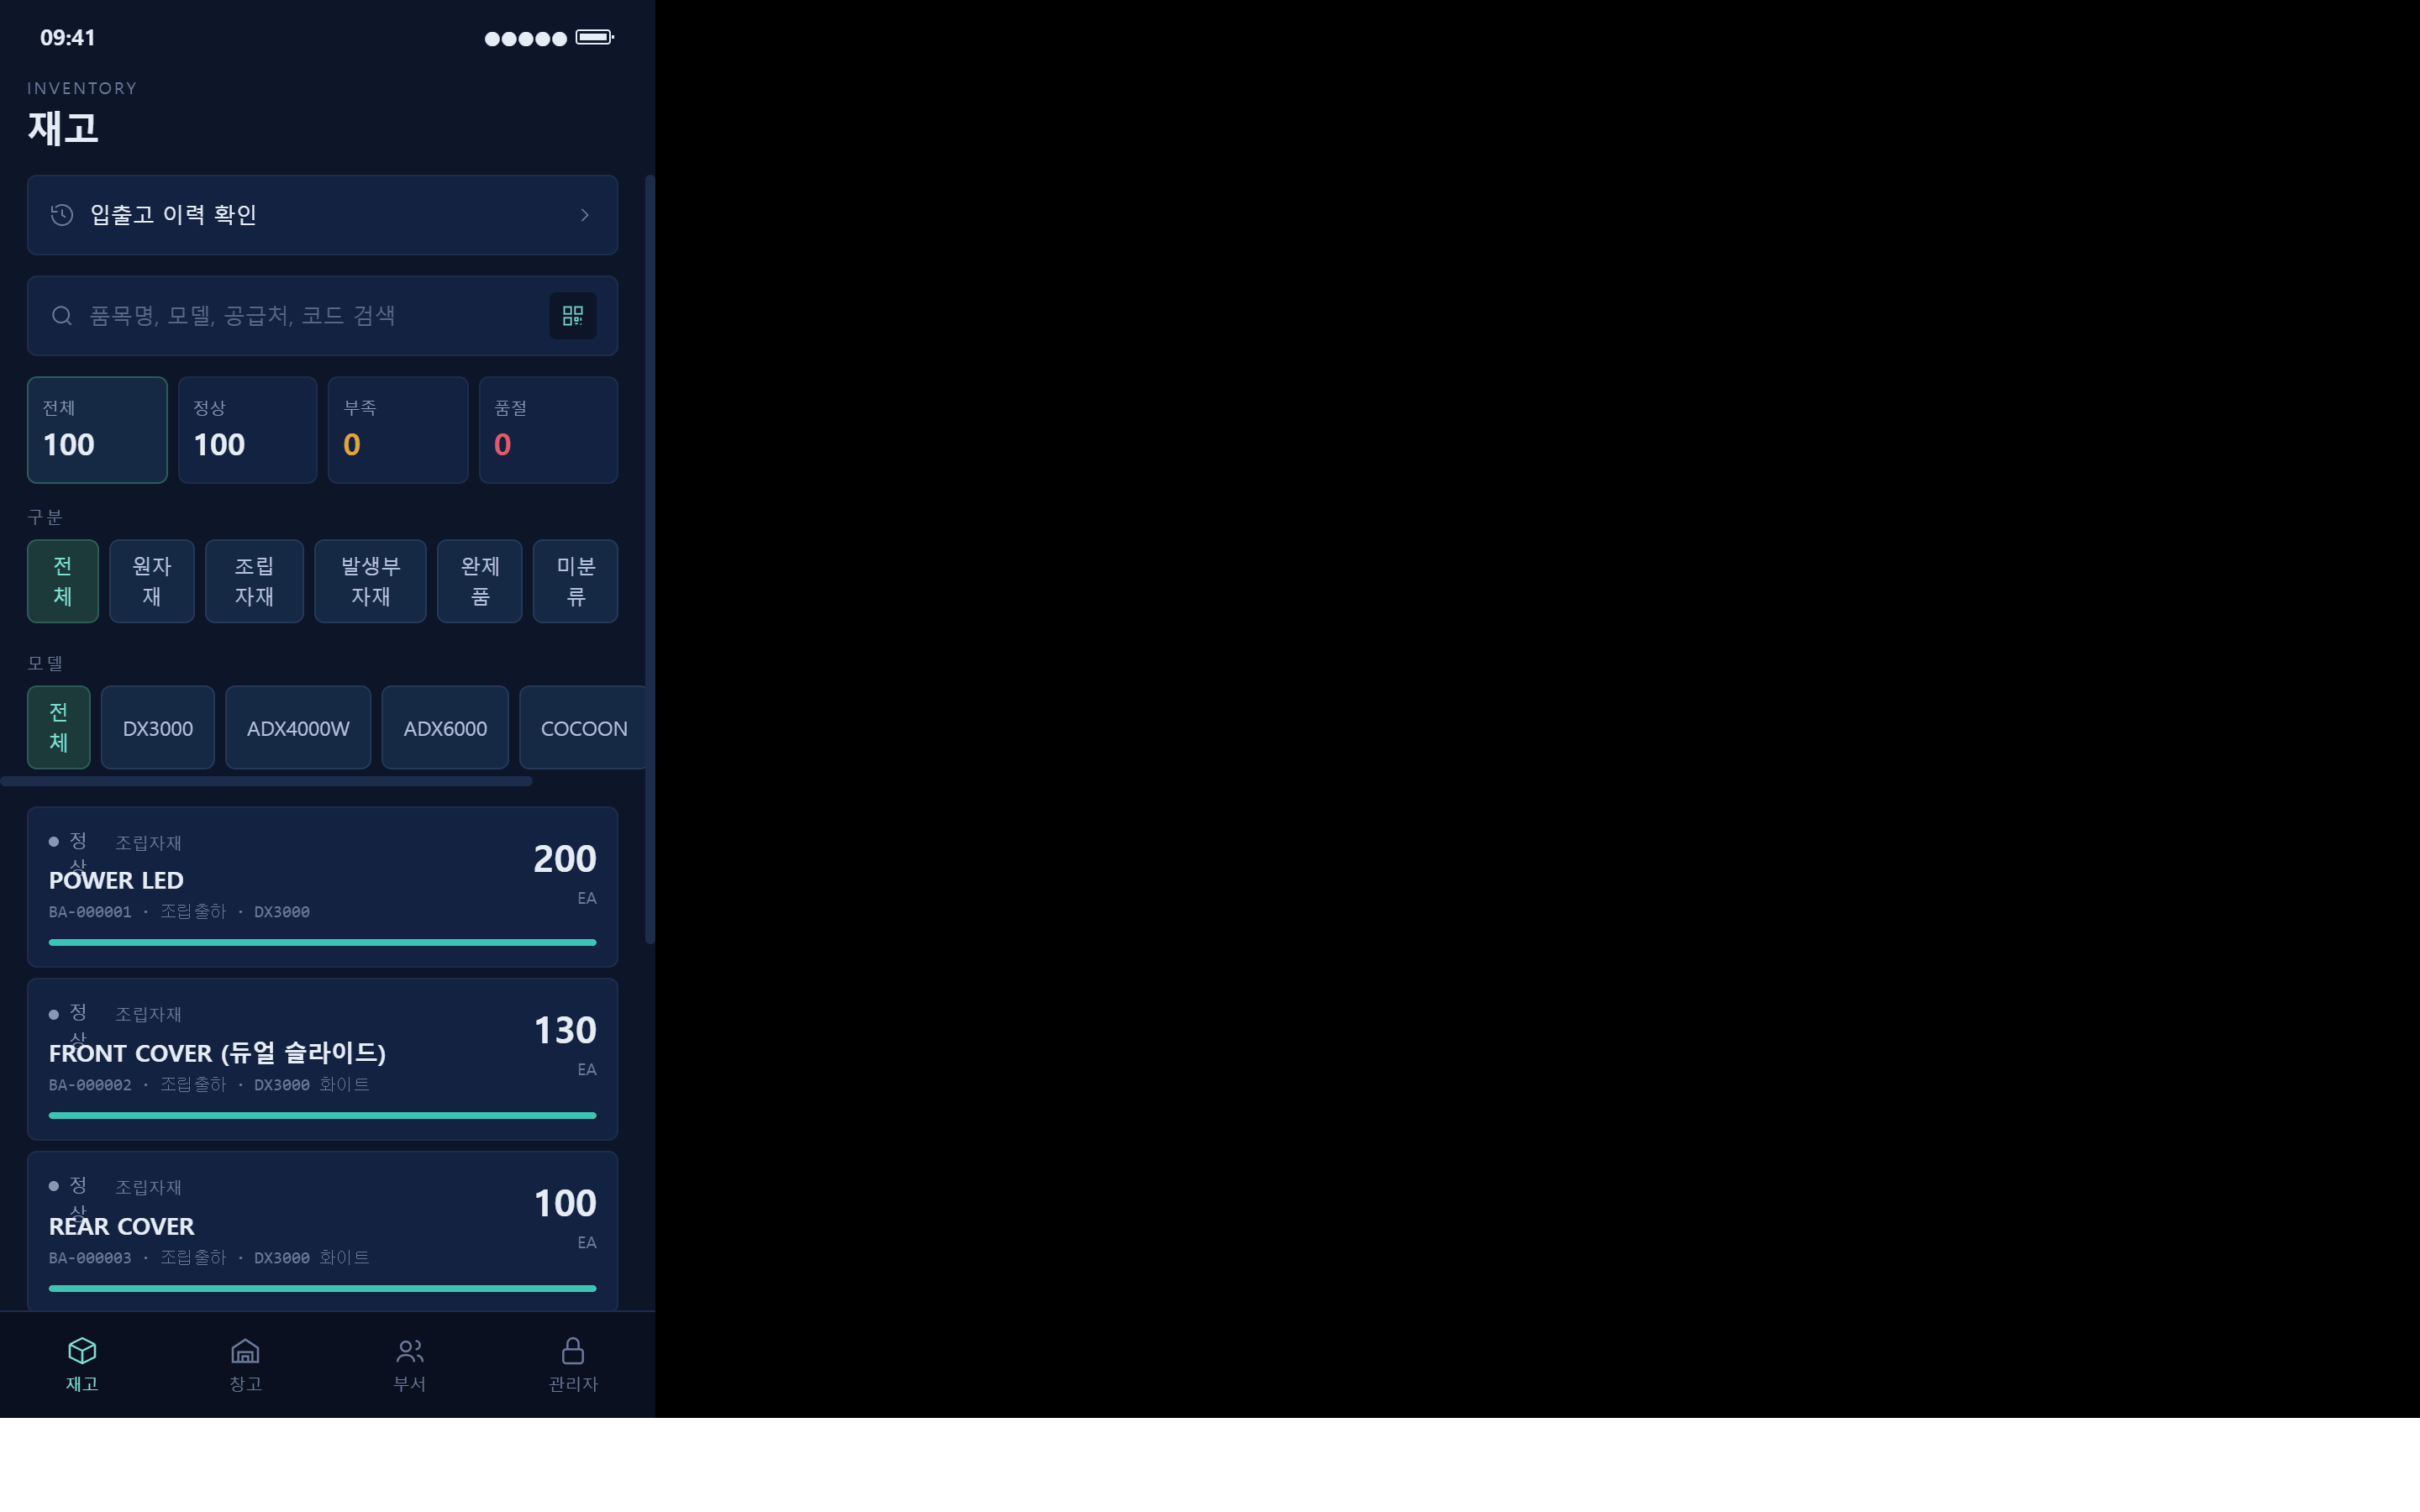 09:41
INVENTORY
재고
입출고 이력 확인
품목명, 모델, 공급처, 코드 검색
전체
100
정상
100
부족
0
품절
0
구분
전
체
원자
재
조립
자재
발생부
자재
완제
품
미분
류
모델
전
체
DX3000
ADX4000W
ADX6000
COCOON
정
상
조립자재
POWER LED
BA-000001 · 조립출하 · DX3000
200
EA
정
상
조립자재
FRONT COVER (듀얼 슬라이드)
BA-000002 · 조립출하 · DX3000 화이트
130
EA
정
상
조립자재
REAR COVER
BA-000003 · 조립출하 · DX3000 화이트
100
EA
재고
창고
부서
관리자